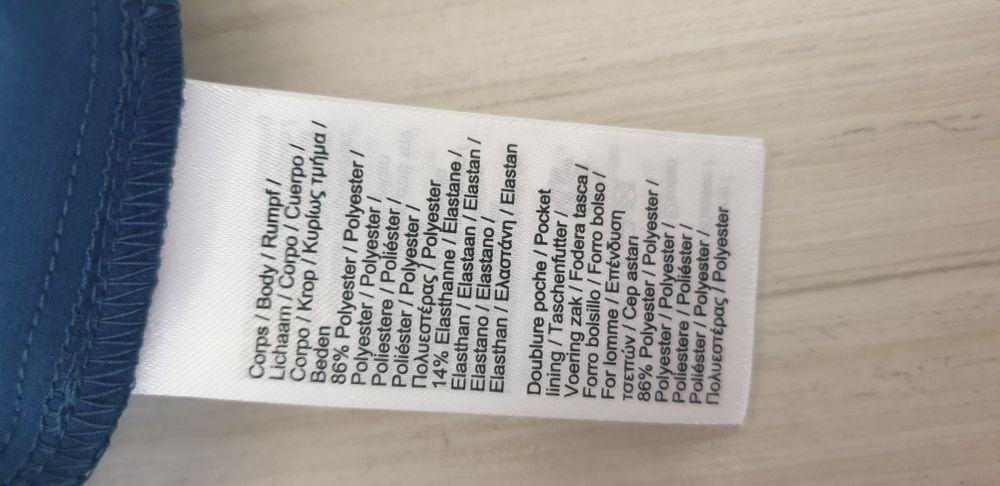 Corps / Body / Rumpf /
Lichaam / Corpo / Cuerpo /
Corpo / Krop / Κυρίως τμήμα /
Beden
86% Polyester / Polyester /
Polyester / Polyester /
Poliestere / Poliéster /
Poliéster / Polyester /
Πολυεστέρας / Polyester
14% Elasthanne / Elastane /
Elasthan / Elastaan / Elastan /
Elastano / Elastano /
Elasthan / Ελαστάνη / Elastan
Doublure poche / Pocket
lining / Taschenfutter /
Voering zak / Fodera tasca /
Forro bolsillo / Forro bolso /
For lomme / Επένδυση
τσεπών / Cep astarı
86% Polyester / Polyester /
Polyester / Polyester /
Poliestere / Poliéster /
Poliéster / Polyester /
Πολυεστέρας / Polyester